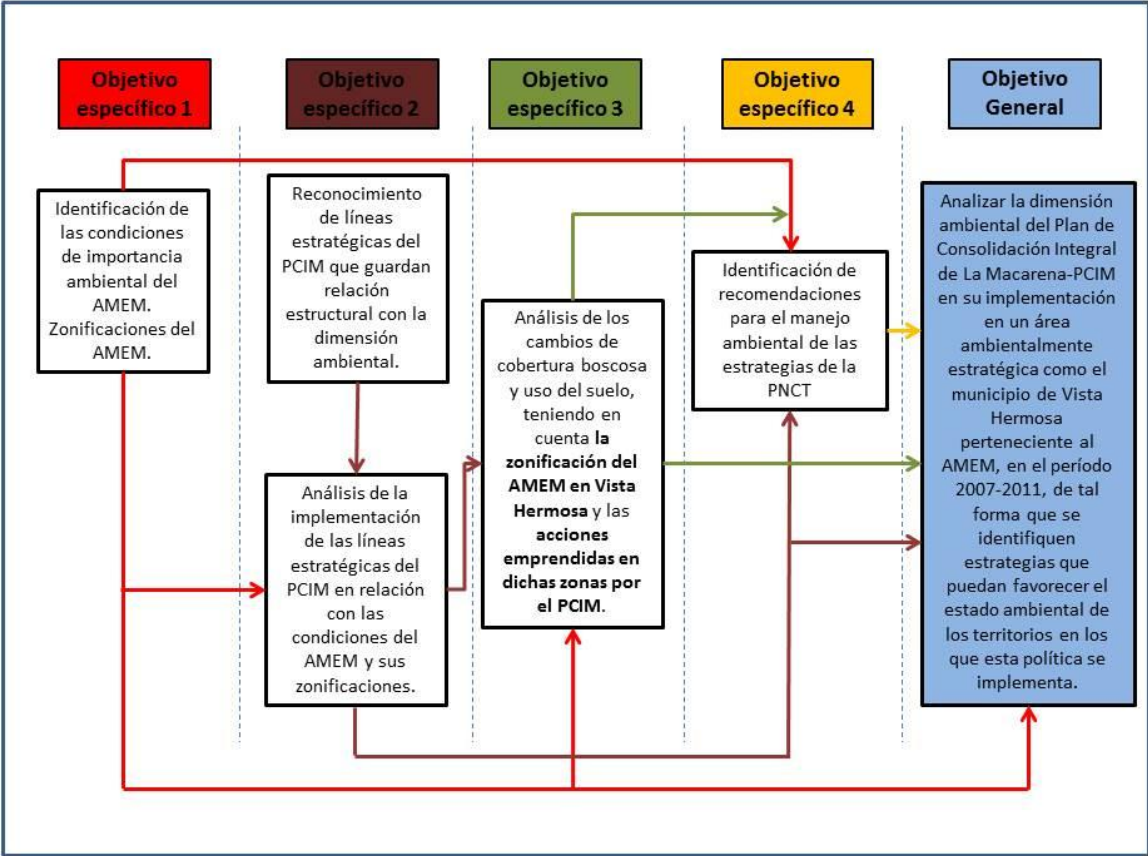 Objetivo
específico 1
Objetivo
específico 2
Objetivo
específico 3
Objetivo
específico 4
Objetivo
General
Identificación de
las condiciones
de importancia
ambiental del
AMEM.
Zonificaciones del
AMEM.
Reconocimiento
de líneas
estratégicas del
PCIM que guardan
relación
estructural con la
dimensión
ambiental.
Análisis de la
implementación
de las líneas
estratégicas del
PCIM en relación
con las
condiciones del
AMEM y sus
zonificaciones.
Análisis de los
cambios de
cobertura boscosa
y uso del suelo,
teniendo en
cuenta la
zonificación del
AMEM en Vista
Hermosa y las
acciones
emprendidas en
dichas zonas por
el PCIM.
Identificación de
recomendaciones
para el manejo
ambiental de las
estrategias de la
PNCT
Analizar la dimensión
ambiental del Plan de
Consolidación Integral
de La Macarena-PCIM
en su implementación
en un área
ambientalmente
estratégica como el
municipio de Vista
Hermosa
perteneciente al
AMEM, en el período
2007-2011, de tal
forma que se
identifiquen
estrategias que
puedan favorecer el
estado ambiental de
los territorios en los
que esta política se
implementa.